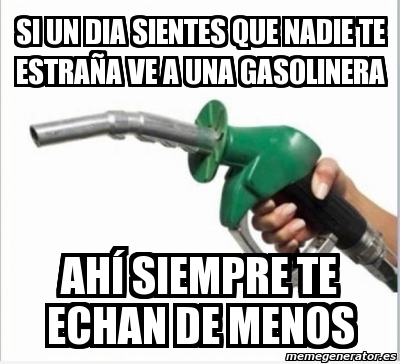 SI UN DIA SIENTES QUE NADIE TE
ESTRAÑA VE A UNA GASOLINERA
AHÍ SIEMPRE TE
ECHAN DE MENOS
memegenerator.es